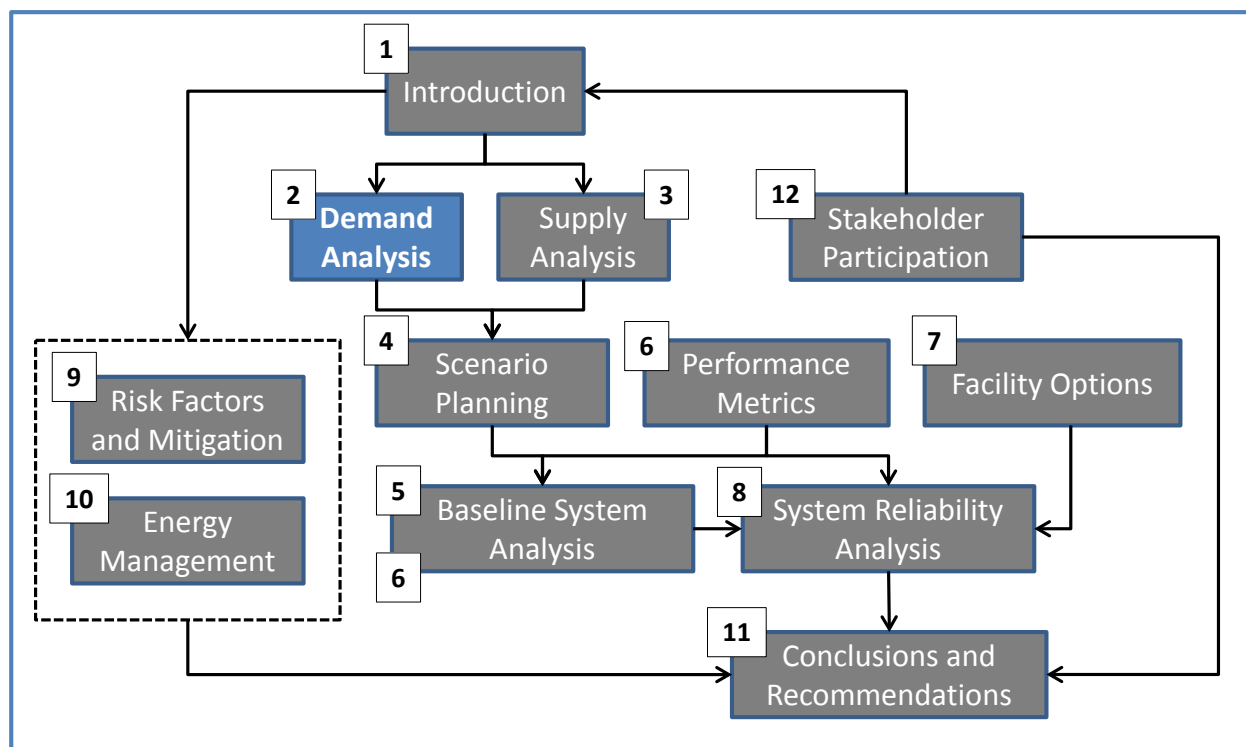 1
Introduction
2
Demand
Analysis
3
Supply
Analysis
12
Stakeholder
Participation
4
Scenario
Planning
6
Performance
Metrics
7
Facility Options
9
Risk Factors
and Mitigation
10
Energy
Management
5
Baseline System
Analysis
6
8
System Reliability
Analysis
11
Conclusions and
Recommendations